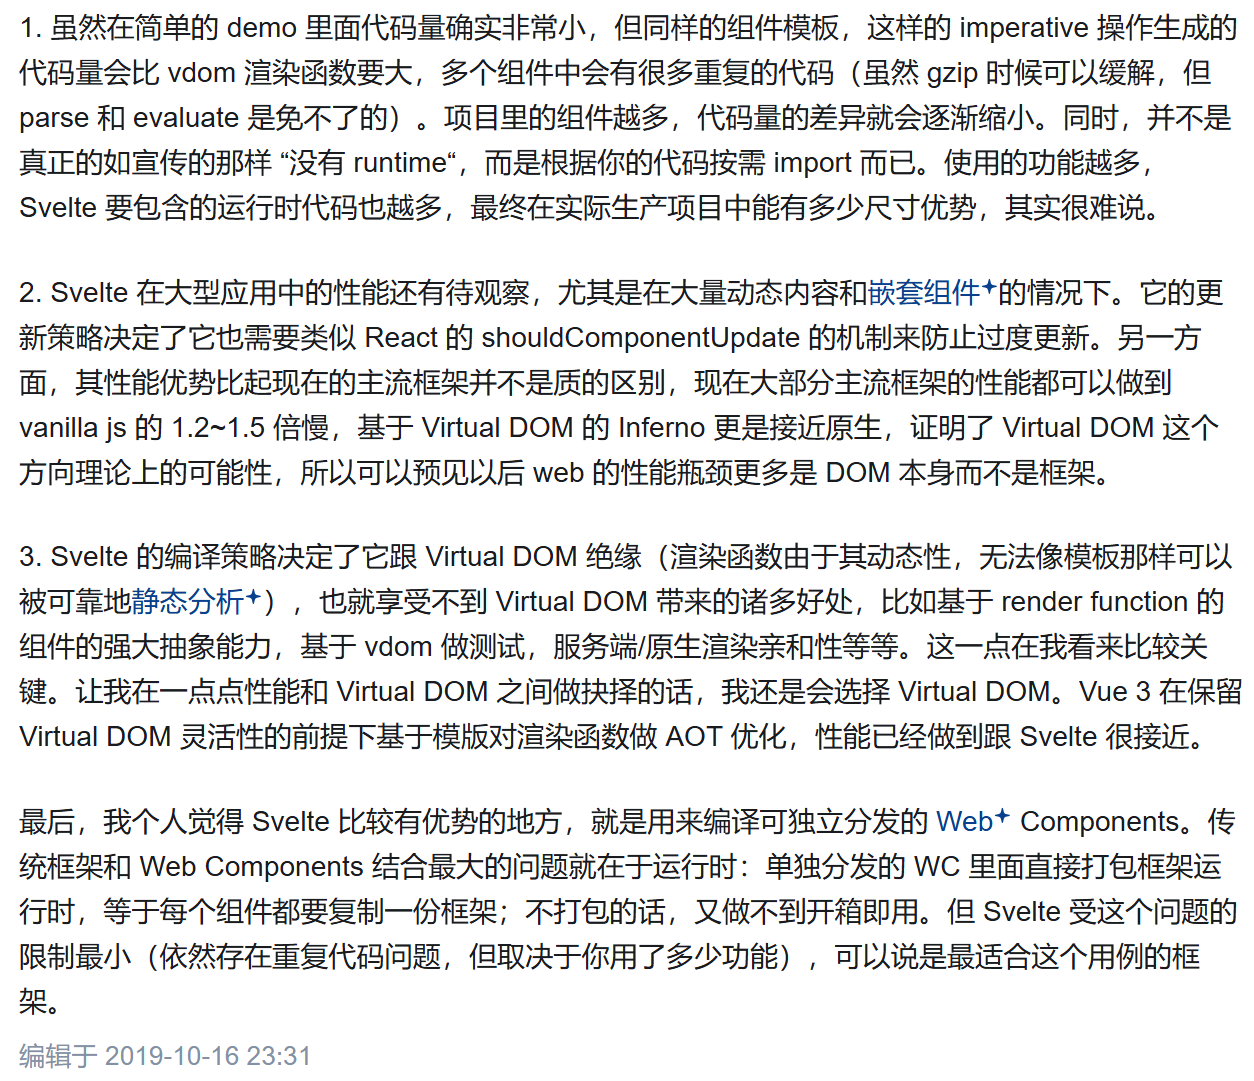 1. 虽然在简单的 demo 里面代码量确实非常小，但同样的组件模板，这样的 imperative 操作生成的
代码量会比 vdom 渲染函数要大，多个组件中会有很多重复的代码（虽然 gzip 时候可以缓解，但
parse 和 evaluate 是免不了的）。项目里的组件越多，代码量的差异就会逐渐缩小。同时，并不是
真正的如宣传的那样 “没有 runtime“，而是根据你的代码按需 import 而已。使用的功能越多，
Svelte 要包含的运行时代码也越多，最终在实际生产项目中能有多少尺寸优势，其实很难说。
2. Svelte 在大型应用中的性能还有待观察，尤其是在大量动态内容和嵌套组件的情况下。它的更
新策略决定了它也需要类似 React 的 shouldComponentUpdate 的机制来防止过度更新。另一方
面，其性能优势比起现在的主流框架并不是质的区别，现在大部分主流框架的性能都可以做到
vanilla js 的 1.2~1.5 倍慢，基于 Virtual DOM 的 Inferno 更是接近原生，证明了 Virtual DOM 这个
方向理论上的可能性，所以可以预见以后 web 的性能瓶颈更多是 DOM 本身而不是框架。
3. Svelte 的编译策略决定了它跟 Virtual DOM 绝缘（渲染函数由于其动态性，无法像模板那样可以
被可靠地静态分析），也就享受不到 Virtual DOM 带来的诸多好处，比如基于 render function 的
组件的强大抽象能力，基于 vdom 做测试，服务端/原生渲染亲和性等等。这一点在我看来比较关
键。让我在一点点性能和 Virtual DOM 之间做抉择的话，我还是会选择 Virtual DOM。Vue 3 在保留
Virtual DOM 灵活性的前提下基于模版对渲染函数做 AOT 优化，性能已经做到跟 Svelte 很接近。
最后，我个人觉得 Svelte 比较有优势的地方，就是用来编译可独立分发的 Web Components。传
统框架和 Web Components 结合最大的问题就在于运行时：单独分发的 WC 里面直接打包框架运
行时，等于每个组件都要复制一份框架；不打包的话，又做不到开箱即用。但 Svelte 受这个问题的
限制最小（依然存在重复代码问题，但取决于你用了多少功能），可以说是最适合这个用例的框
架。
编辑于 2019-10-16 23:31